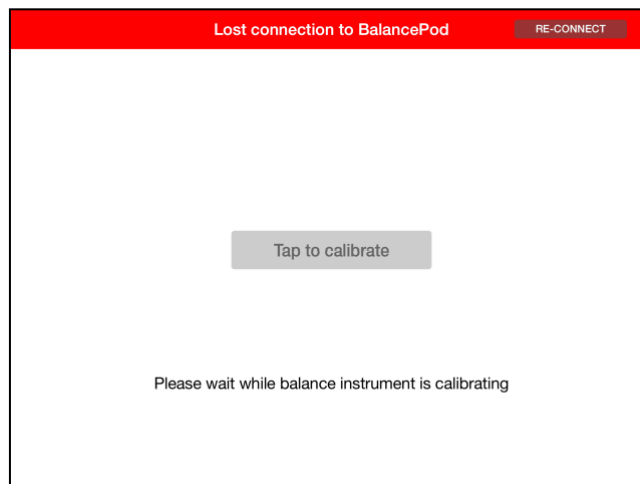 Lost connection to BalancePod RE-CONNECT
Tap to calibrate
Please wait while balance instrument is calibrating